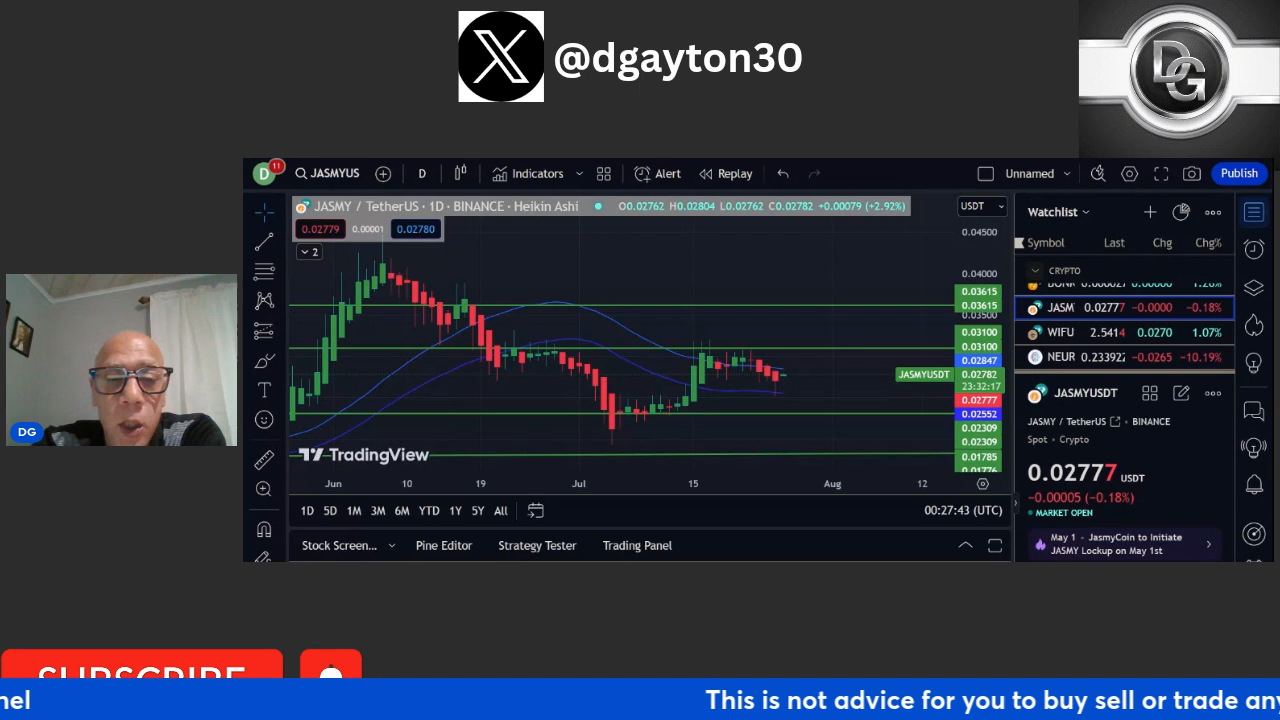 @dgayton30
DG
D
11
JASMYUS
D
Indicators
Alert
Replay
Unnamed
Publish
JASMY / TetherUS · 1D · BINANCE · Heikin Ashi
O0.02762 H0.02804 L0.02762 C0.02782 +0.00079 (+2.92%)
USDT
0.02779
0.00001
0.02780
2
0.04500
0.04000
0.03615
0.03615
0.03500
0.03100
0.03100
0.02847
JASMYUSDT
0.02782
23:32:17
0.02777
0.02552
0.02309
0.02309
0.01785
0.01776
TradingView
Jun
10
19
Jul
15
Aug
12
1D 5D 1M 3M 6M YTD 1Y 5Y All
00:27:43 (UTC)
Stock Screen...
Pine Editor
Strategy Tester
Trading Panel
Watchlist
Symbol Last Chg Chg%
CRYPTO
JASM 0.02777 −0.0000 −0.18%
WIFU 2.5414 0.0270 1.07%
NEUR 0.233922 −0.0265 −10.19%
JASMYUSDT
JASMY / TetherUS · BINANCE
Spot · Crypto
0.02777 USDT
−0.00005 (−0.18%)
MARKET OPEN
May 1 - JasmyCoin to Initiate
JASMY Lockup on May 1st
DG
SUBSCRIBE
nel
This is not advice for you to buy sell or trade any